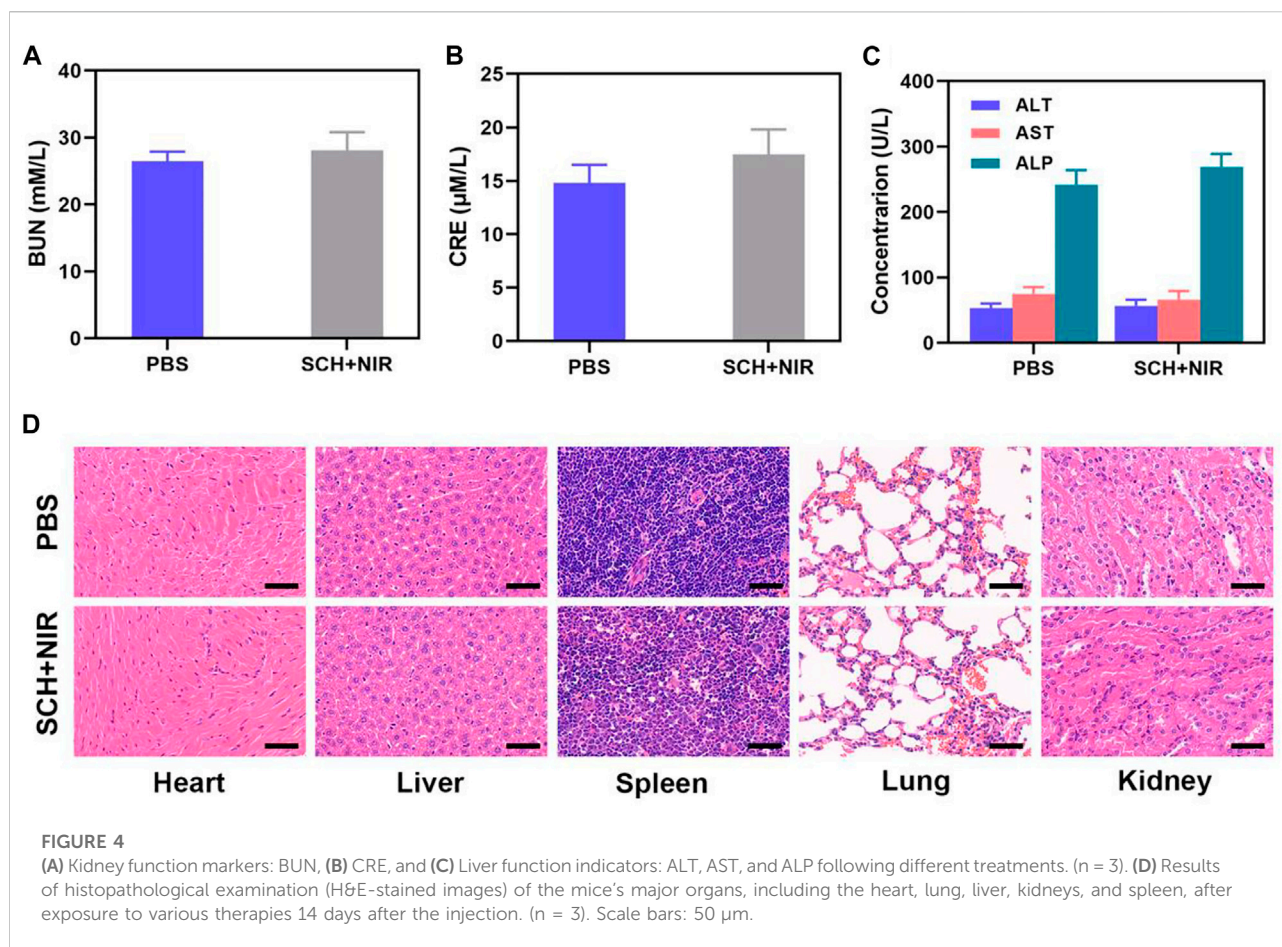 A
BUN (mM/L)
40
30
20
10
0
PBS
SCH+NIR
B
CRE (μM/L)
25
20
15
10
5
0
PBS
SCH+NIR
C
Concentrarion (U/L)
400
300
200
100
0
ALT
AST
ALP
PBS
SCH+NIR
D
PBS
SCH+NIR
Heart
Liver
Spleen
Lung
Kidney
FIGURE 4
(A) Kidney function markers: BUN, (B) CRE, and (C) Liver function indicators: ALT, AST, and ALP following different treatments. (n = 3). (D) Results
of histopathological examination (H&E-stained images) of the mice's major organs, including the heart, lung, liver, kidneys, and spleen, after
exposure to various therapies 14 days after the injection. (n = 3). Scale bars: 50 μm.